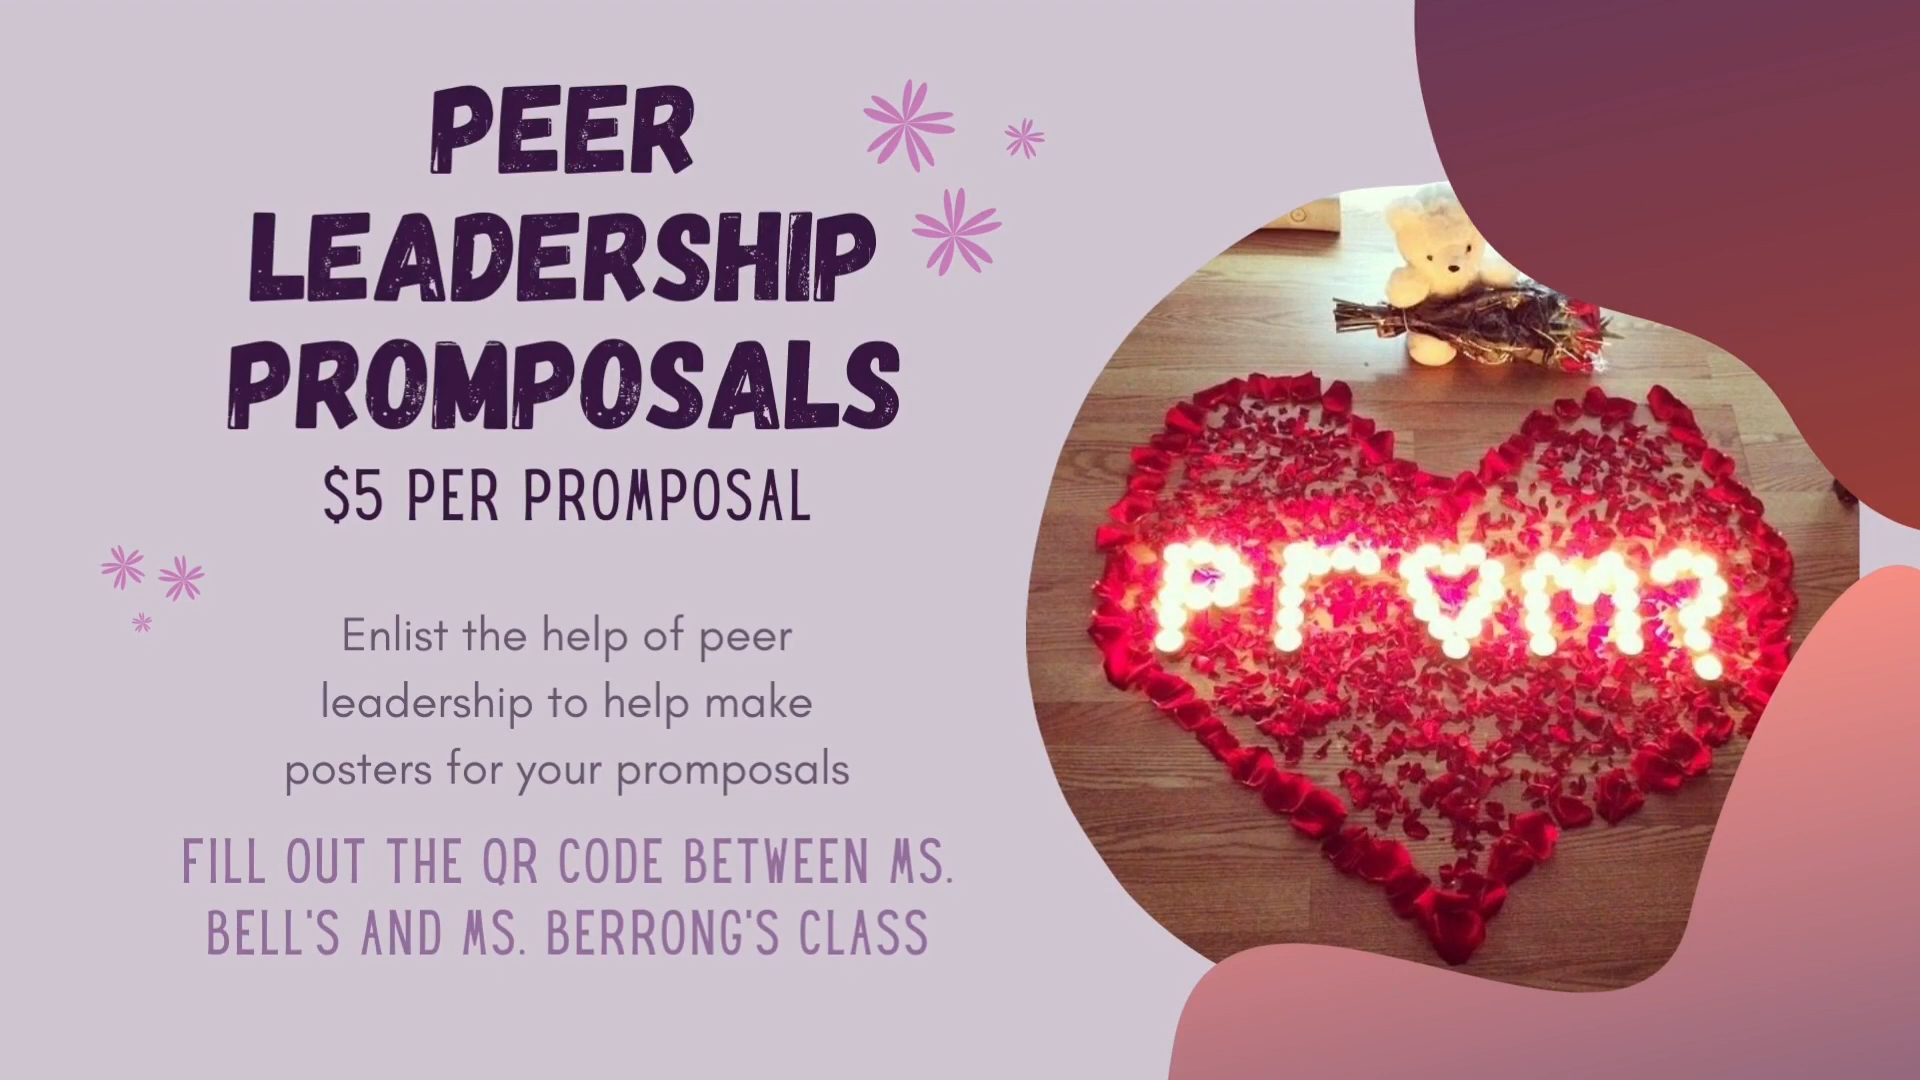 PEER
LEADERSHIP
PROMPOSALS
$5 PER PROMPOSAL
Enlist the help of peer
leadership to help make
posters for your promposals
FILL OUT THE QR CODE BETWEEN MS.
BELL'S AND MS. BERRONG'S CLASS
PrOM?